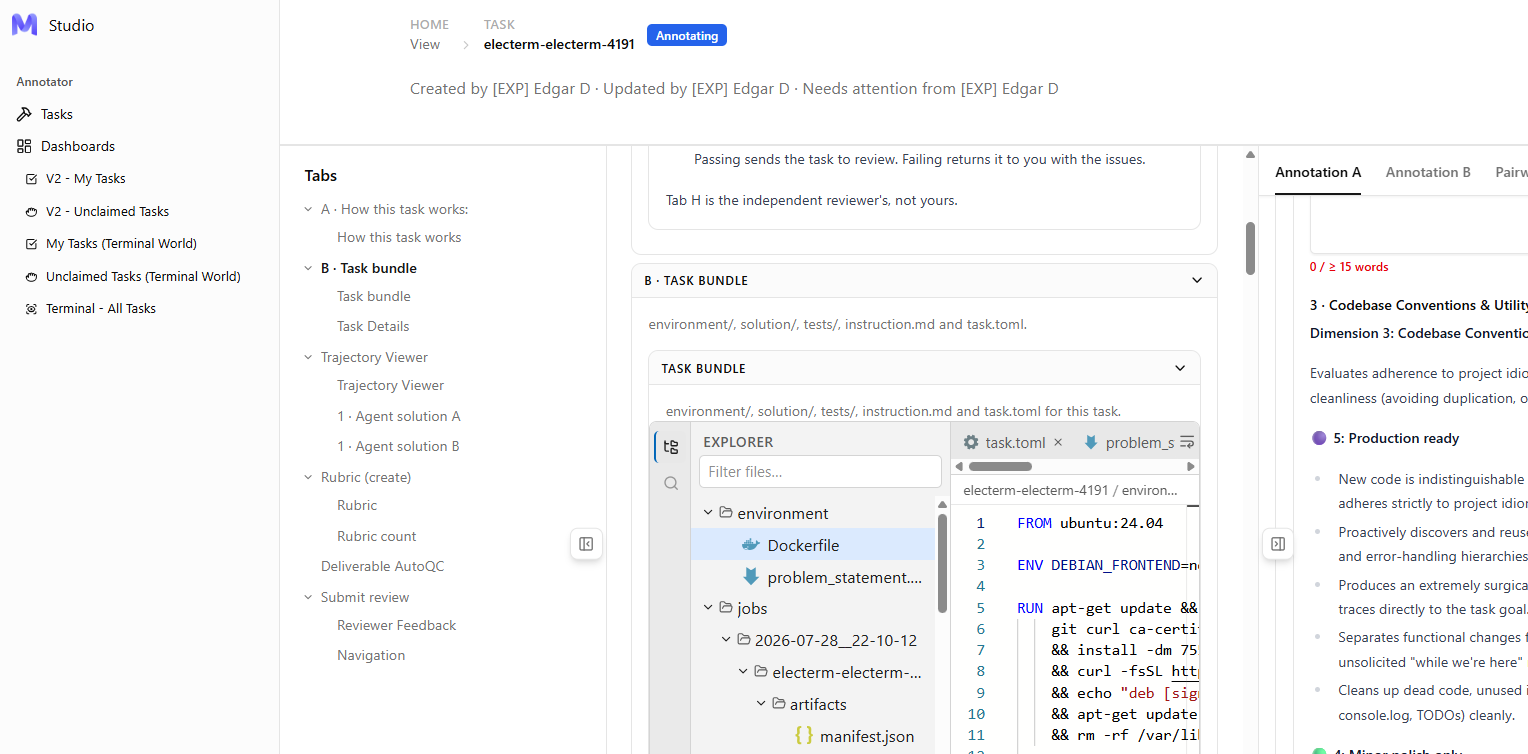 Studio
Annotator
Tasks
Dashboards
V2 - My Tasks
V2 - Unclaimed Tasks
My Tasks (Terminal World)
Unclaimed Tasks (Terminal World)
Terminal - All Tasks
HOME
View
TASK
electerm-electerm-4191
Annotating
Created by [EXP] Edgar D · Updated by [EXP] Edgar D · Needs attention from [EXP] Edgar D
Tabs
A · How this task works:
How this task works
B · Task bundle
Task bundle
Task Details
Trajectory Viewer
Trajectory Viewer
1 · Agent solution A
1 · Agent solution B
Rubric (create)
Rubric
Rubric count
Deliverable AutoQC
Submit review
Reviewer Feedback
Navigation
Passing sends the task to review. Failing returns it to you with the issues.
Tab H is the independent reviewer's, not yours.
B · TASK BUNDLE
environment/, solution/, tests/, instruction.md and task.toml.
TASK BUNDLE
environment/, solution/, tests/, instruction.md and task.toml for this task.
EXPLORER
Filter files...
environment
Dockerfile
problem_statement....
jobs
2026-07-28__22-10-12
electerm-electerm-...
artifacts
manifest.json
task.toml ×
problem_s
electerm-electerm-4191 / environ...
1 FROM ubuntu:24.04
2
3 ENV DEBIAN_FRONTEND=no
4
5 RUN apt-get update &&
6 git curl ca-certi
7 && install -dm 755
8 && curl -fsSL http
9 && echo "deb [sig
10 && apt-get update
11 && rm -rf /var/li
Annotation A
Annotation B
Pairw
0 / ≥ 15 words
3 · Codebase Conventions & Utility
Dimension 3: Codebase Conventio
Evaluates adherence to project idio
cleanliness (avoiding duplication, o
5: Production ready
New code is indistinguishable
adheres strictly to project idion
Proactively discovers and reuse
and error-handling hierarchies
Produces an extremely surgica
traces directly to the task goal.
Separates functional changes f
unsolicited "while we're here"
Cleans up dead code, unused i
console.log, TODOs) cleanly.
4: Minor polish only